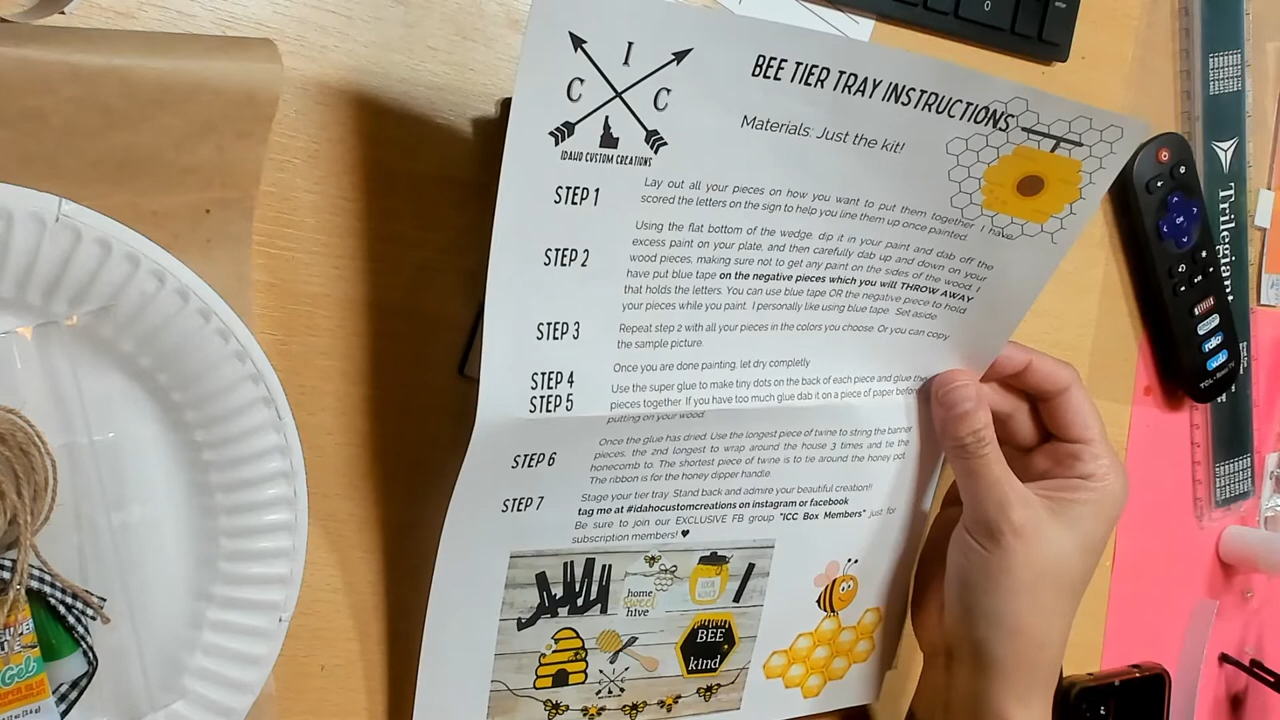 I
C C
IDAHO CUSTOM CREATIONS
BEE TIER TRAY INSTRUCTIONS
Materials: Just the kit!
STEP 1
Lay out all your pieces on how you want to put them together. I have
scored the letters on the sign to help you line them up once painted.
STEP 2
Using the flat bottom of the wedge, dip it in your paint and dab off the
excess paint on your plate, and then carefully dab up and down on your
wood pieces, making sure not to get any paint on the sides of the wood. I
have put blue tape on the negative pieces which you will THROW AWAY
that holds the letters. You can use blue tape OR the negative piece to hold
your pieces while you paint. I personally like using blue tape. Set aside.
STEP 3
Repeat step 2 with all your pieces in the colors you choose. Or you can copy
the sample picture.
STEP 4
Once you are done painting, let dry completly
STEP 5
Use the super glue to make tiny dots on the back of each piece and glue the
pieces together. If you have too much glue dab it on a piece of paper before
putting on your wood.
STEP 6
Once the glue has dried. Use the longest piece of twine to string the banner
pieces, the 2nd longest to wrap around the house 3 times and tie the
honecomb to. The shortest piece of twine is to tie around the honey pot.
The ribbon is for the honey dipper handle.
STEP 7
Stage your tier tray. Stand back and admire your beautiful creation!!
tag me at #idahocustomcreations on instagram or facebook
Be sure to join our EXCLUSIVE FB group "ICC Box Members" just for
subscription members! ♥
home
sweet
hive
LOCAL
HONEY
BEE
kind
Trilegiant
NETFLIX
rdio
vudu
TCL
OK
enter
0
Gel
SUPER GLUE